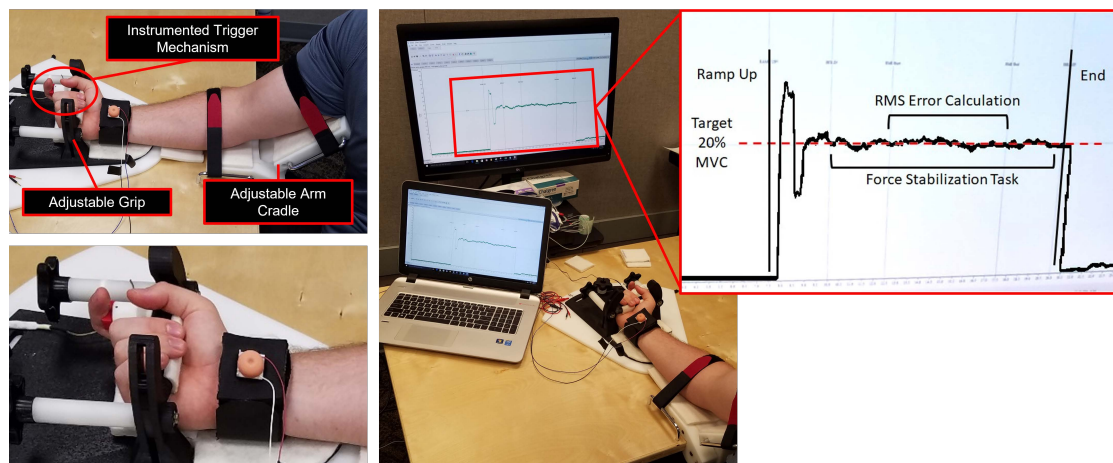 Instrumented Trigger
Mechanism
Adjustable Grip
Adjustable Arm
Cradle
Ramp Up
End
RMS Error Calculation
Target
20%
MVC
Force Stabilization Task